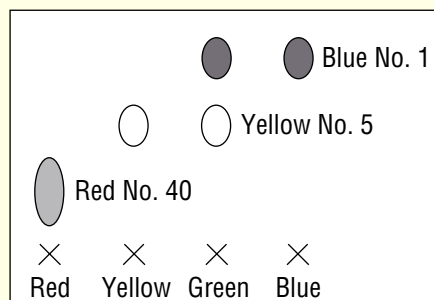 Blue No. 1
Yellow No. 5
Red No. 40
Red Yellow Green Blue